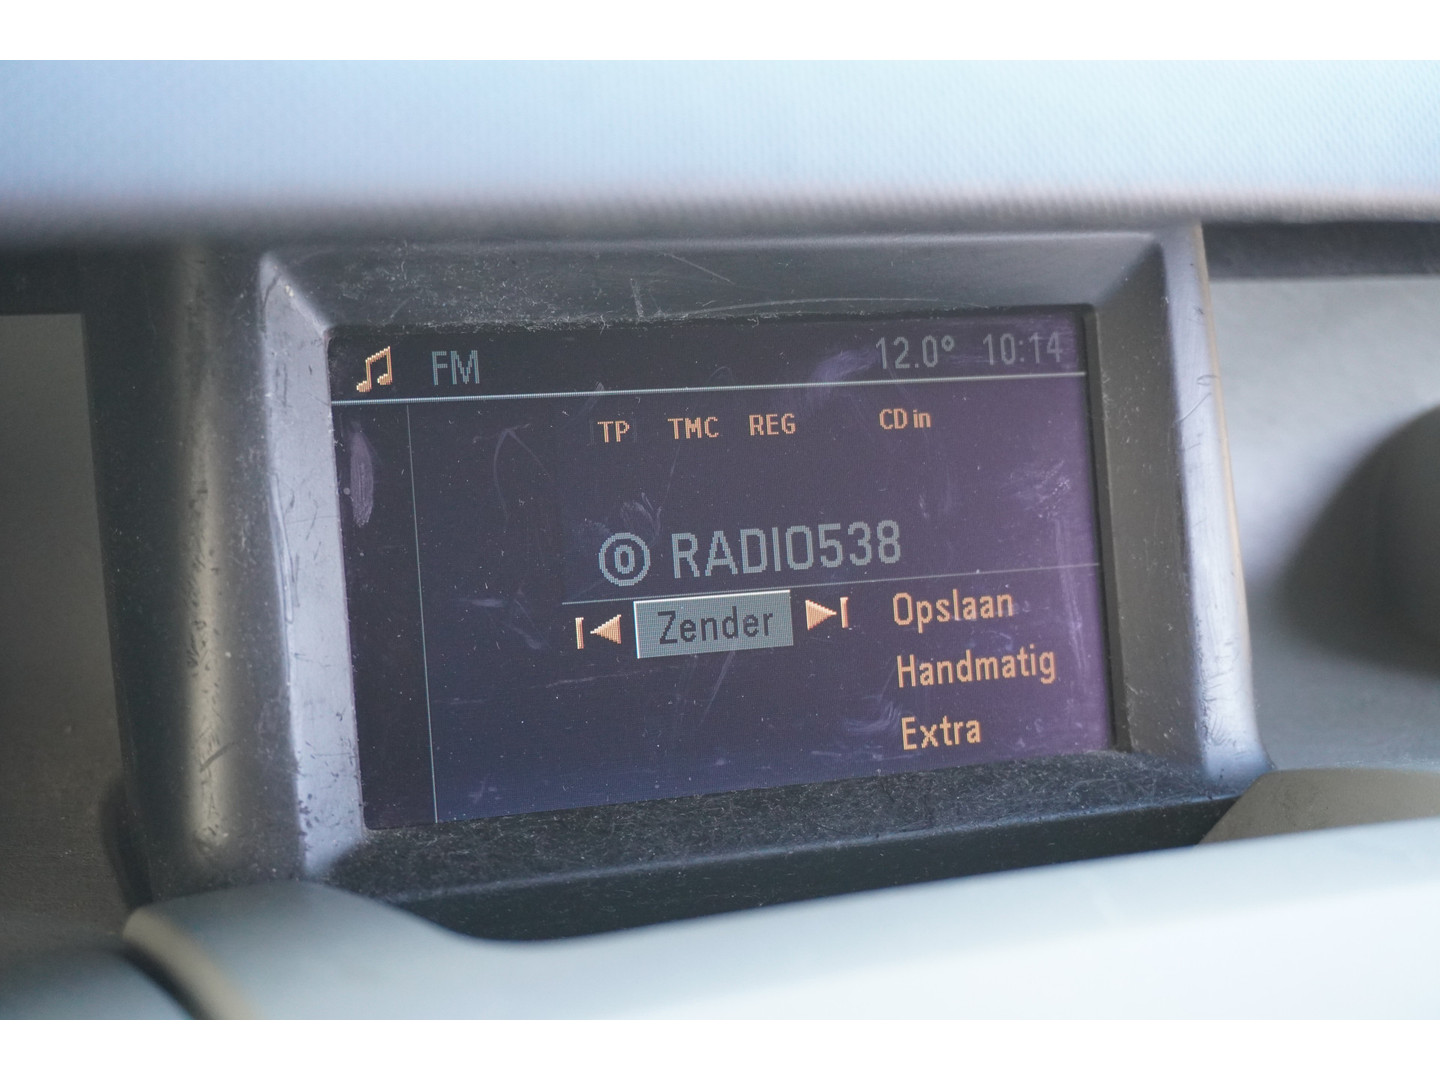 FM 12.0° 10:14
TP TMC REG CD in
RADIO538
Zender
Opslaan
Handmatig
Extra